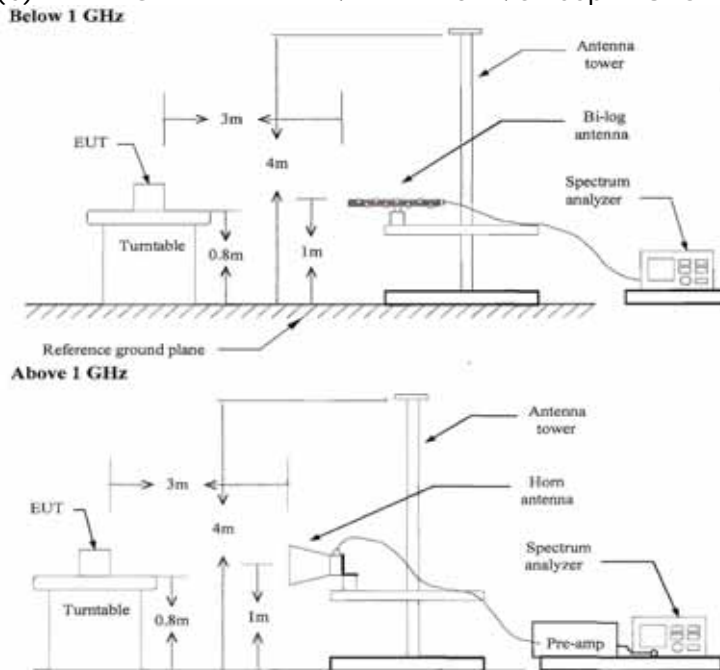 Below 1 GHz
Antenna
tower
3m
Bi-log
antenna
EUT
4m
Spectrum
analyzer
Turntable
0.8m
1m
Reference ground plane
Above 1 GHz
Antenna
tower
3m
Horn
antenna
EUT
4m
Spectrum
analyzer
Turntable
0.8m
1m
Pre-amp